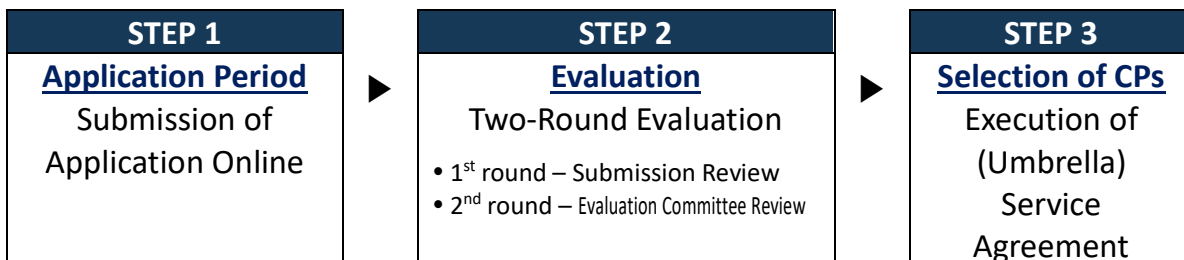 STEP 1
Application Period
Submission of
Application Online
STEP 2
Evaluation
Two-Round Evaluation
• 1st round – Submission Review
• 2nd round – Evaluation Committee Review
STEP 3
Selection of CPs
Execution of
(Umbrella)
Service
Agreement